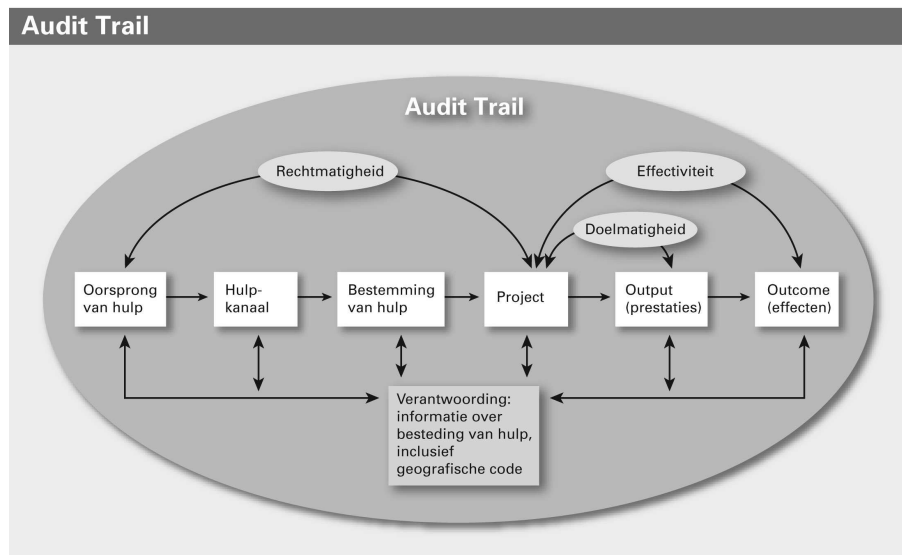 Audit Trail
Audit Trail
Rechtmatigheid
Effectiviteit
Doelmatigheid
Oorsprong
van hulp
Hulp-
kanaal
Bestemming
van hulp
Project
Output
(prestaties)
Outcome
(effecten)
Verantwoording:
informatie over
besteding van hulp,
inclusief
geografische code